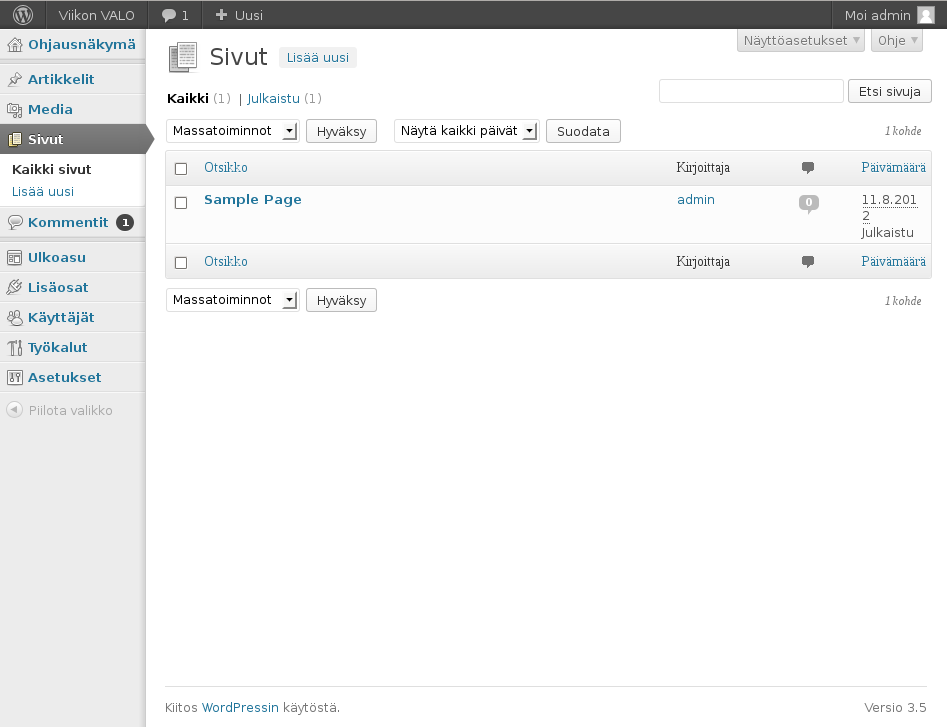 Viikon VALO 1 Uusi Moi admin
Näyttöasetukset Ohje
Ohjausnäkymä
Artikkelit
Media
Sivut
Kaikki sivut
Lisää uusi
Kommentit 1
Ulkoasu
Lisäosat
Käyttäjät
Työkalut
Asetukset
Piilota valikko
Sivut Lisää uusi
Kaikki (1) | Julkaistu (1)
Etsi sivuja
Massatoiminnot Hyväksy Näytä kaikki päivät Suodata 1 kohde
Otsikko Kirjoittaja Päivämäärä
Sample Page admin 0 11.8.201
2
Julkaistu
Otsikko Kirjoittaja Päivämäärä
Massatoiminnot Hyväksy 1 kohde
Kiitos WordPressin käytöstä. Versio 3.5